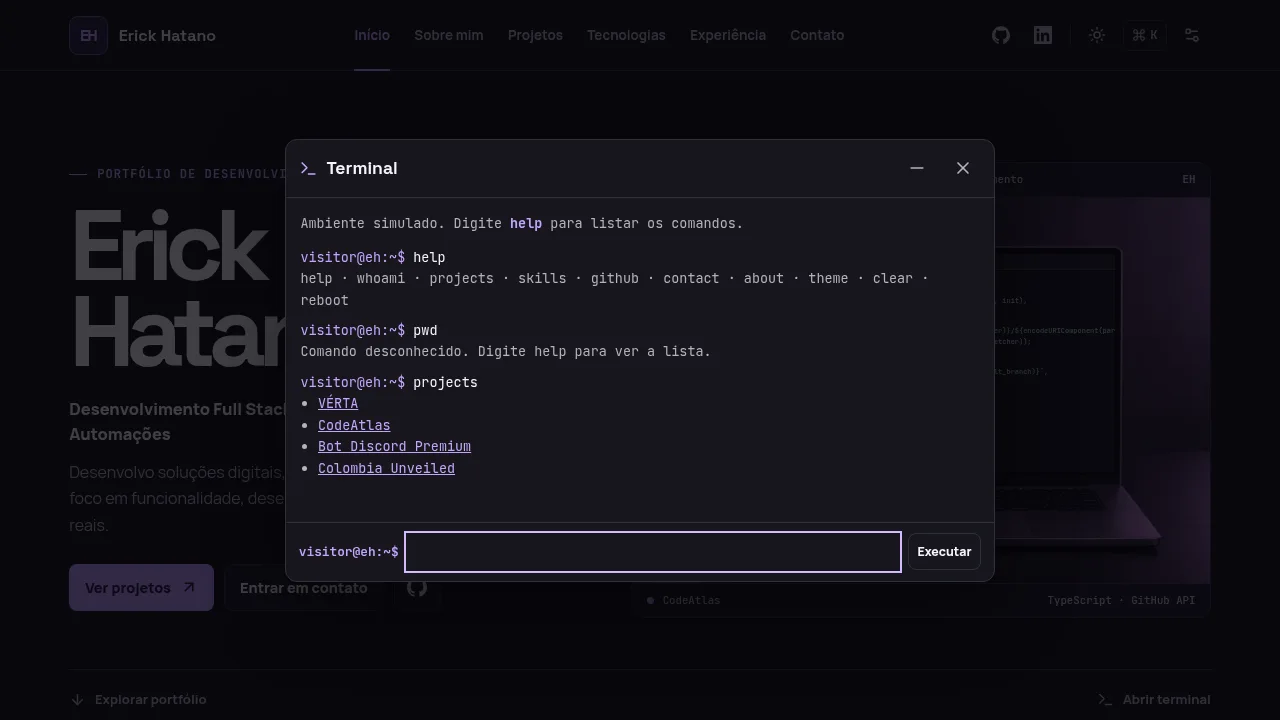 EH Erick Hatano Início Sobre mim Projetos Tecnologias Experiência Contato ⌘ K
PORTFÓLIO DE DESENVOLVI
Erick
Hatan
Desenvolvimento Full Stack
Automações
Desenvolvo soluções digitais,
foco em funcionalidade, dese
reais.
Ver projetos Entrar em contato
Terminal
Ambiente simulado. Digite help para listar os comandos.
visitor@eh:~$ help
help · whoami · projects · skills · github · contact · about · theme · clear ·
reboot
visitor@eh:~$ pwd
Comando desconhecido. Digite help para ver a lista.
visitor@eh:~$ projects
• VÉRTA
• CodeAtlas
• Bot Discord Premium
• Colombia Unveiled
visitor@eh:~$ Executar
EH
CodeAtlas TypeScript · GitHub API
Explorar portfólio Abrir terminal